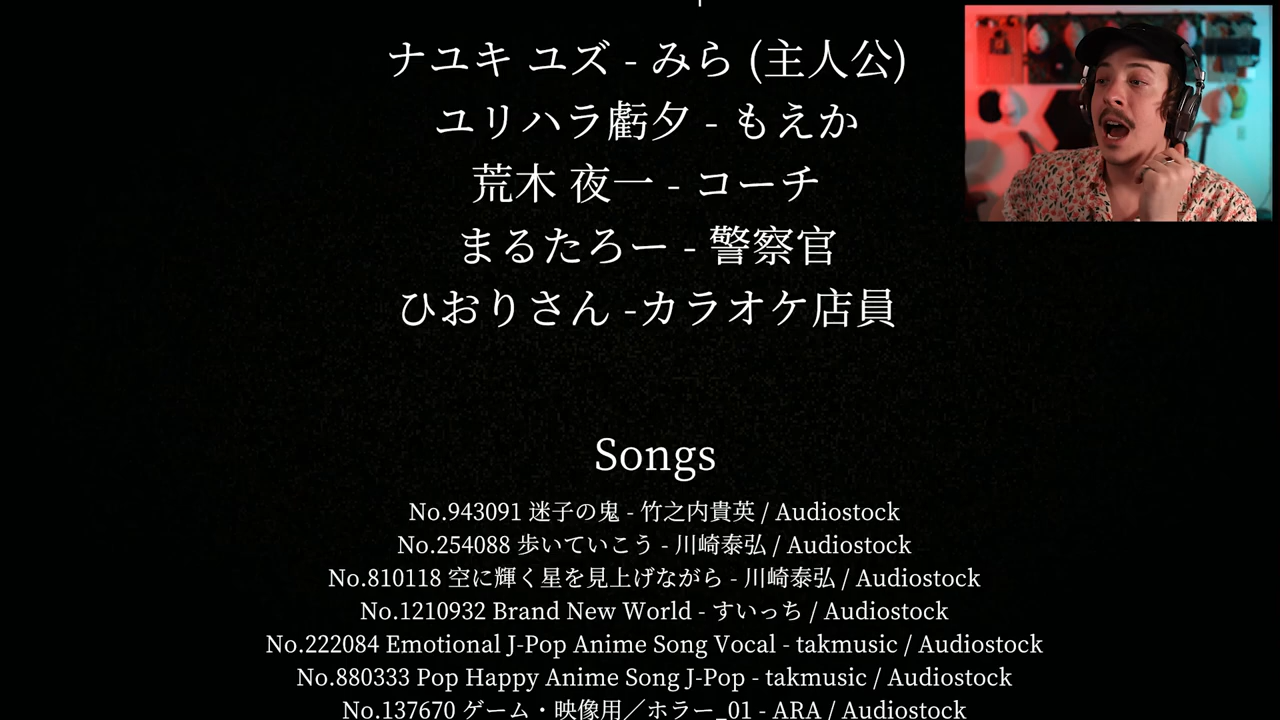 ナユキ ユズ - みら (主人公)
ユリハラ虧夕 - もえか
荒木 夜一 - コーチ
まるたろー - 警察官
ひおりさん -カラオケ店員
Songs
No.943091 迷子の鬼 - 竹之内貴英 / Audiostock
No.254088 歩いていこう - 川崎泰弘 / Audiostock
No.810118 空に輝く星を見上げながら - 川崎泰弘 / Audiostock
No.1210932 Brand New World - すいっち / Audiostock
No.222084 Emotional J-Pop Anime Song Vocal - takmusic / Audiostock
No.880333 Pop Happy Anime Song J-Pop - takmusic / Audiostock
No.137670 ゲーム・映像用／ホラー_01 - ARA / Audiostock